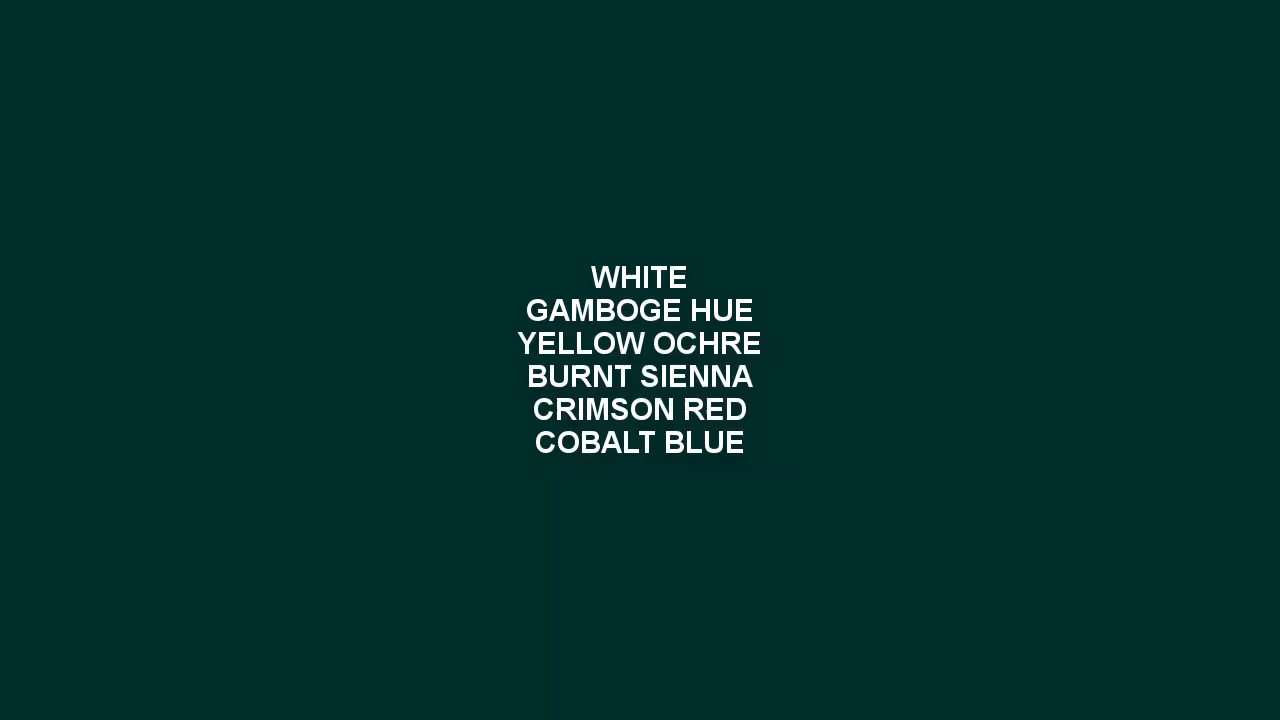 WHITE
GAMBOGE HUE
YELLOW OCHRE
BURNT SIENNA
CRIMSON RED
COBALT BLUE